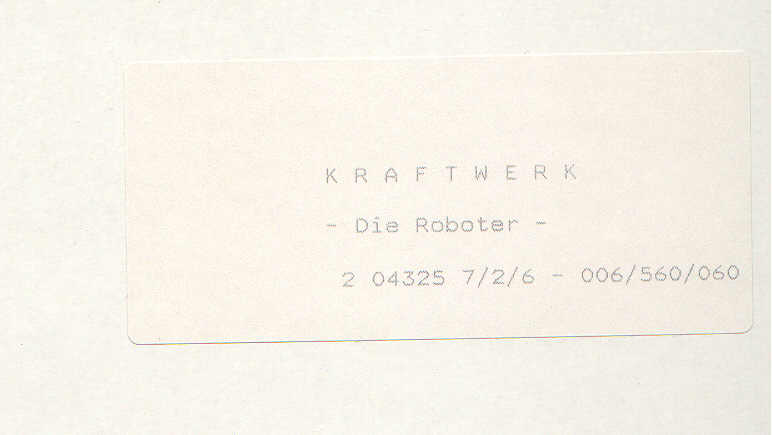 K R A F T W E R K
- Die Roboter -
2 04325 7/2/6 - 006/560/060